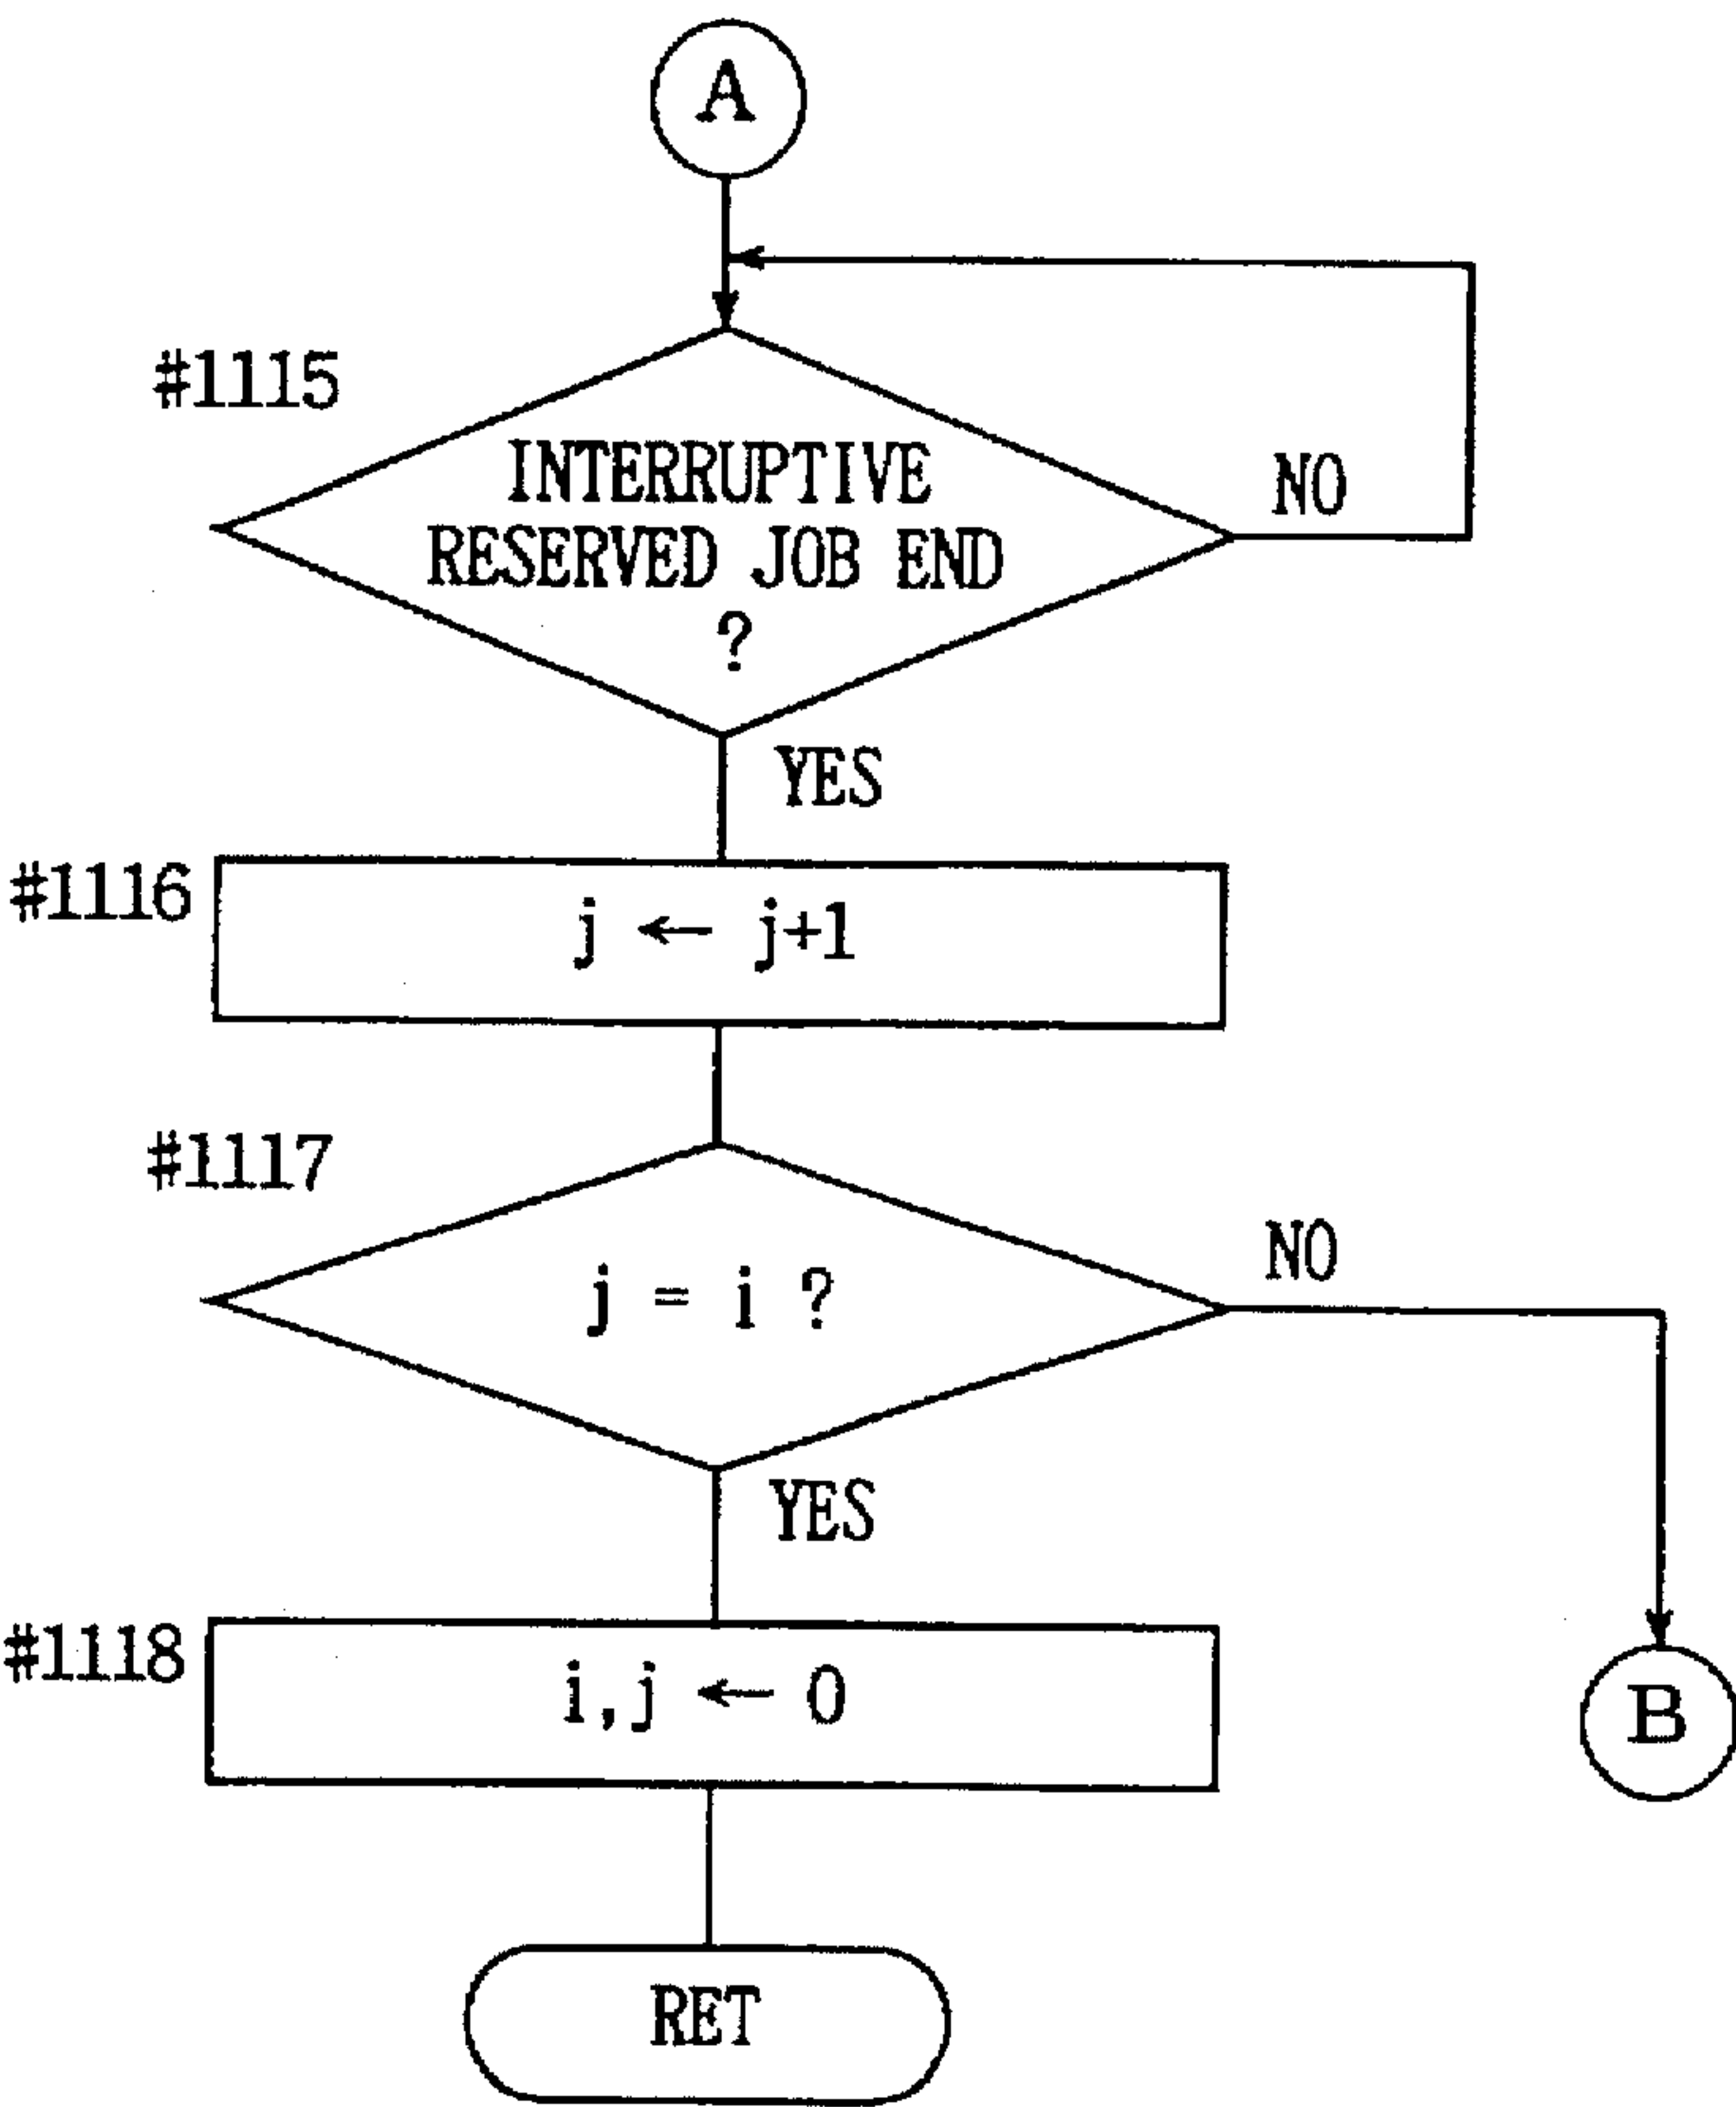 A
#1115
INTERRUPTIVE
RESERVED JOB END
?
NO
YES
#1116
j ← j+1
#1117
j = i ?
NO
YES
#1118
i,j ← 0
B
RET